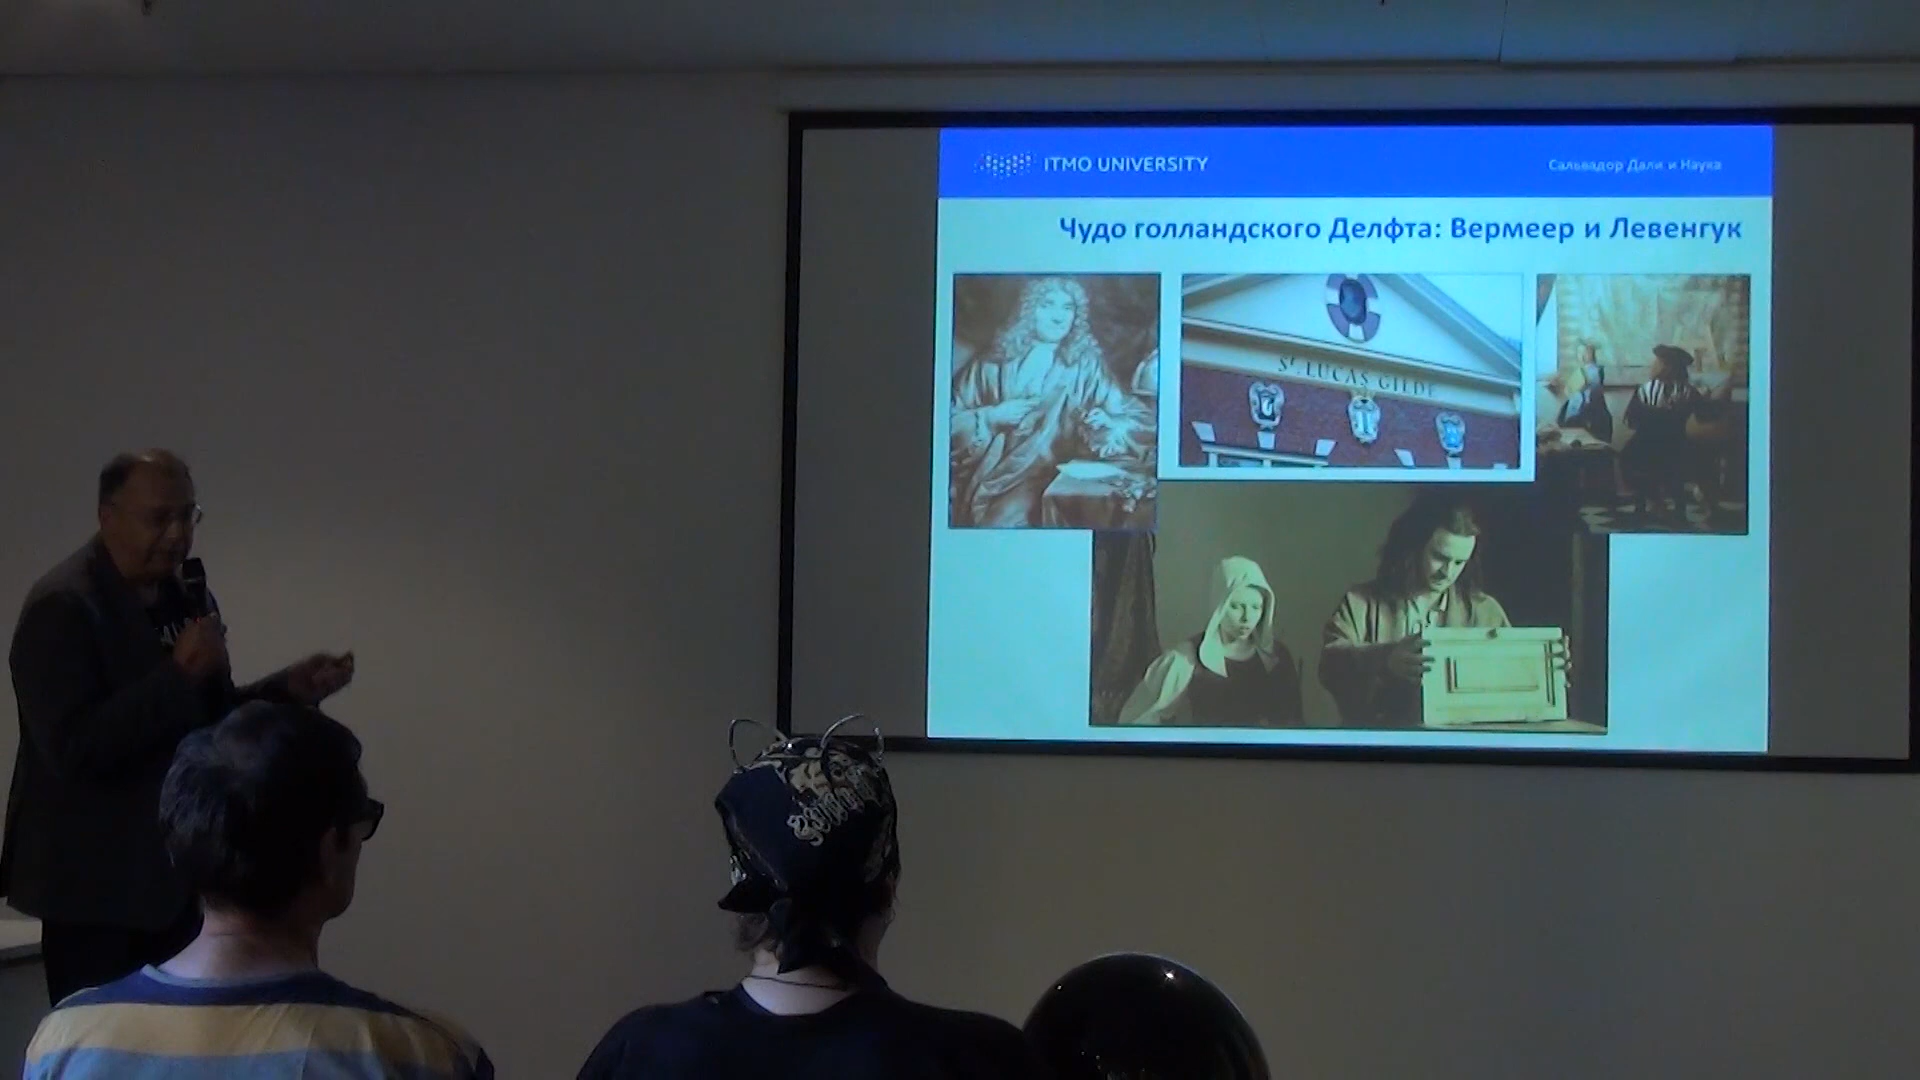 ITMO UNIVERSITY
Сальвадор Дали и Наука
Чудо голландского Делфта: Вермеер и Левенгук
St. LUCAS GILDE